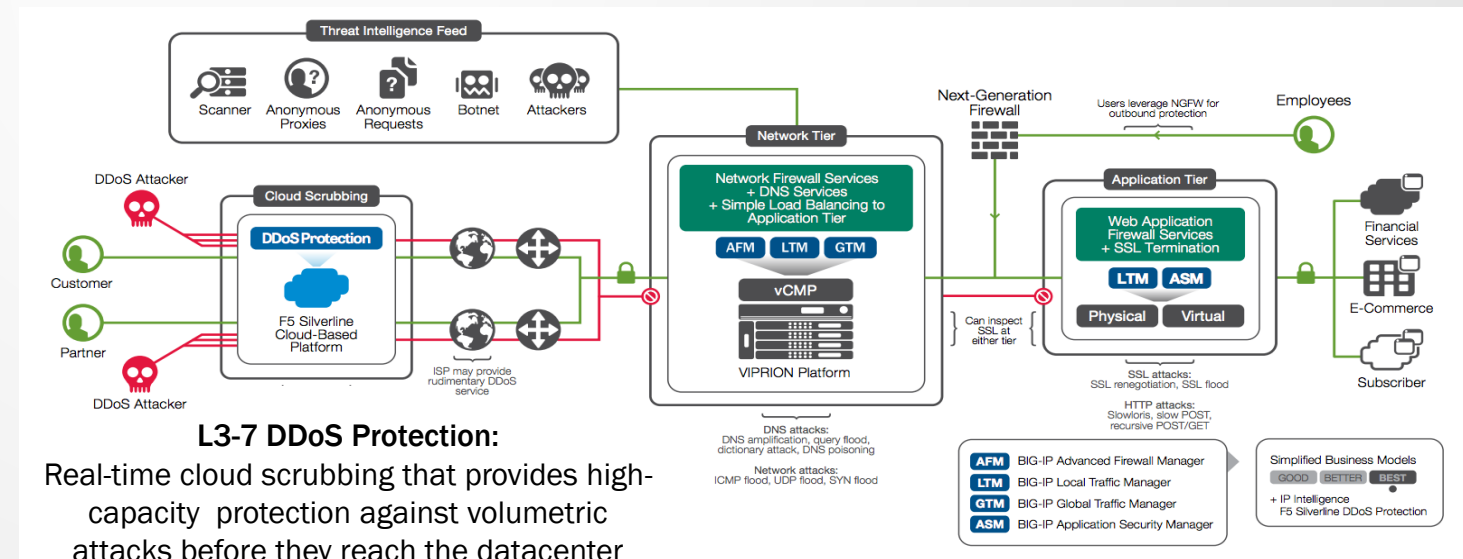 Threat Intelligence Feed
Scanner
Anonymous
Proxies
Anonymous
Requests
Botnet
Attackers
DDoS Attacker
Customer
Partner
DDoS Attacker
Cloud Scrubbing
DDoS Protection
F5 Silverline
Cloud-Based
Platform
ISP may provide
rudimentary DDoS
service
Network Tier
Network Firewall Services
+ DNS Services
+ Simple Load Balancing to
Application Tier
AFM LTM GTM
vCMP
VIPRION Platform
DNS attacks:
DNS amplification, query flood,
dictionary attack, DNS poisoning
Network attacks:
ICMP flood, UDP flood, SYN flood
Next-Generation
Firewall
Users leverage NGFW for
outbound protection
Employees
Can inspect
SSL at
either tier
Application Tier
Web Application
Firewall Services
+ SSL Termination
LTM ASM
Physical Virtual
SSL attacks:
SSL renegotiation, SSL flood
HTTP attacks:
Slowloris, slow POST,
recursive POST/GET
Financial
Services
E-Commerce
Subscriber
L3-7 DDoS Protection:
Real-time cloud scrubbing that provides high-
capacity protection against volumetric
attacks before they reach the datacenter
AFM BIG-IP Advanced Firewall Manager
LTM BIG-IP Local Traffic Manager
GTM BIG-IP Global Traffic Manager
ASM BIG-IP Application Security Manager
Simplified Business Models
GOOD BETTER BEST
+ IP Intelligence
F5 Silverline DDoS Protection